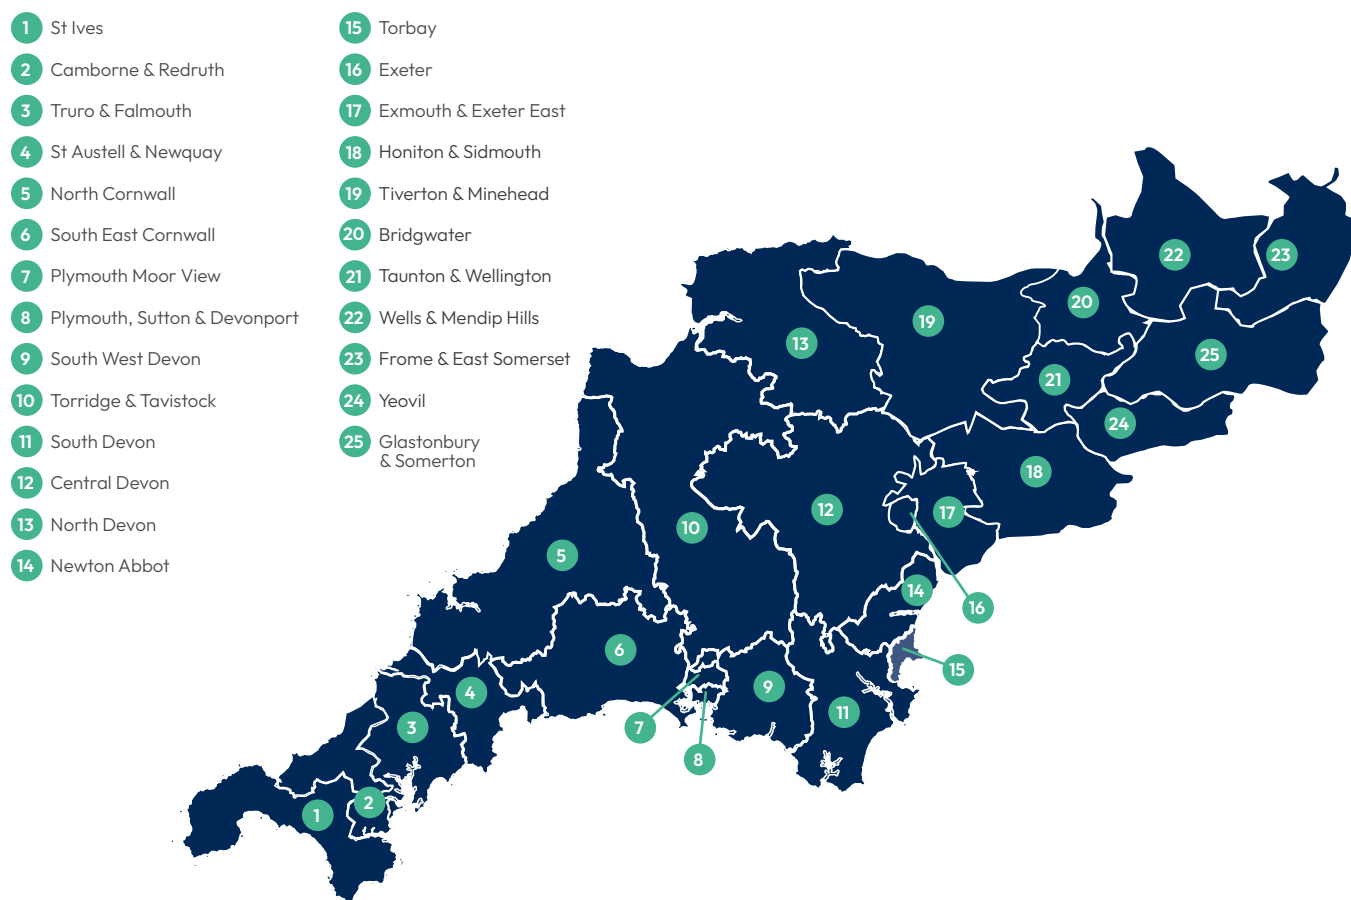 1 St Ives
2 Camborne & Redruth
3 Truro & Falmouth
4 St Austell & Newquay
5 North Cornwall
6 South East Cornwall
7 Plymouth Moor View
8 Plymouth, Sutton & Devonport
9 South West Devon
10 Torridge & Tavistock
11 South Devon
12 Central Devon
13 North Devon
14 Newton Abbot
15 Torbay
16 Exeter
17 Exmouth & Exeter East
18 Honiton & Sidmouth
19 Tiverton & Minehead
20 Bridgwater
21 Taunton & Wellington
22 Wells & Mendip Hills
23 Frome & East Somerset
24 Yeovil
25 Glastonbury
& Somerton
22
23
20
19
13
25
21
24
18
12
17
10
5
14
16
6
15
9
4
11
3
7
8
2
1